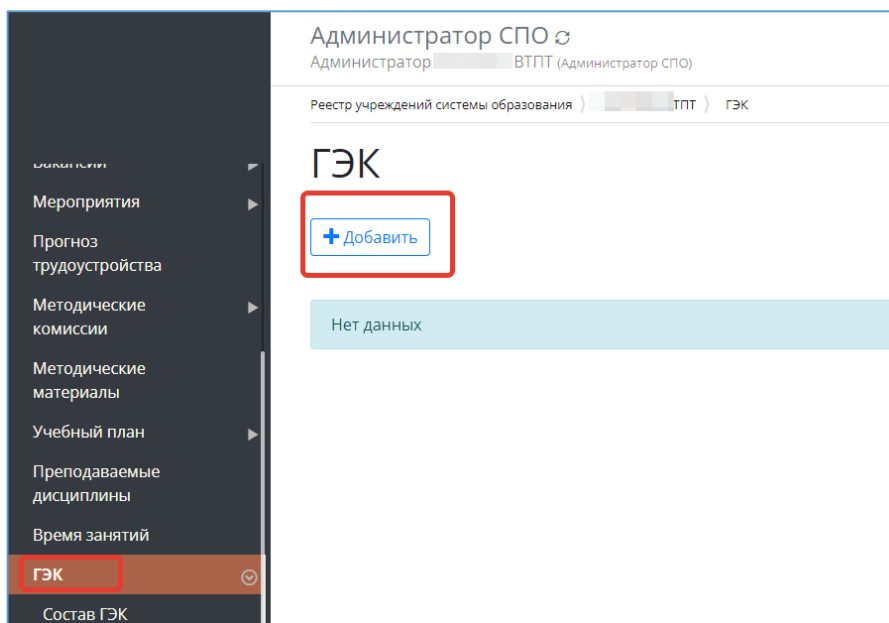 Администратор СПО
Администратор ВТПТ (Администратор СПО)
Реестр учреждений системы образования ТПТ ГЭК
ГЭК
Добавить
Нет данных
Вакансии
Мероприятия
Прогноз
трудоустройства
Методические
комиссии
Методические
материалы
Учебный план
Преподаваемые
дисциплины
Время занятий
ГЭК
Состав ГЭК